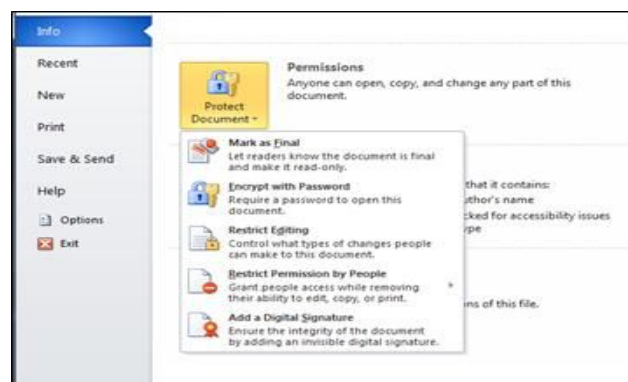 Info
Recent
New
Print
Save & Send
Help
Options
Exit
Permissions
Anyone can open, copy, and change any part of this
document.
Protect
Document
Mark as Final
Let readers know the document is final
and make it read-only.
Encrypt with Password
Require a password to open this
document.
Restrict Editing
Control what types of changes people
can make to this document.
Restrict Permission by People
Grant people access while removing
their ability to edit, copy, or print.
Add a Digital Signature
Ensure the integrity of the document
by adding an invisible digital signature.
that it contains:
thor's name
cked for accessibility issues
pe
ns of this file.